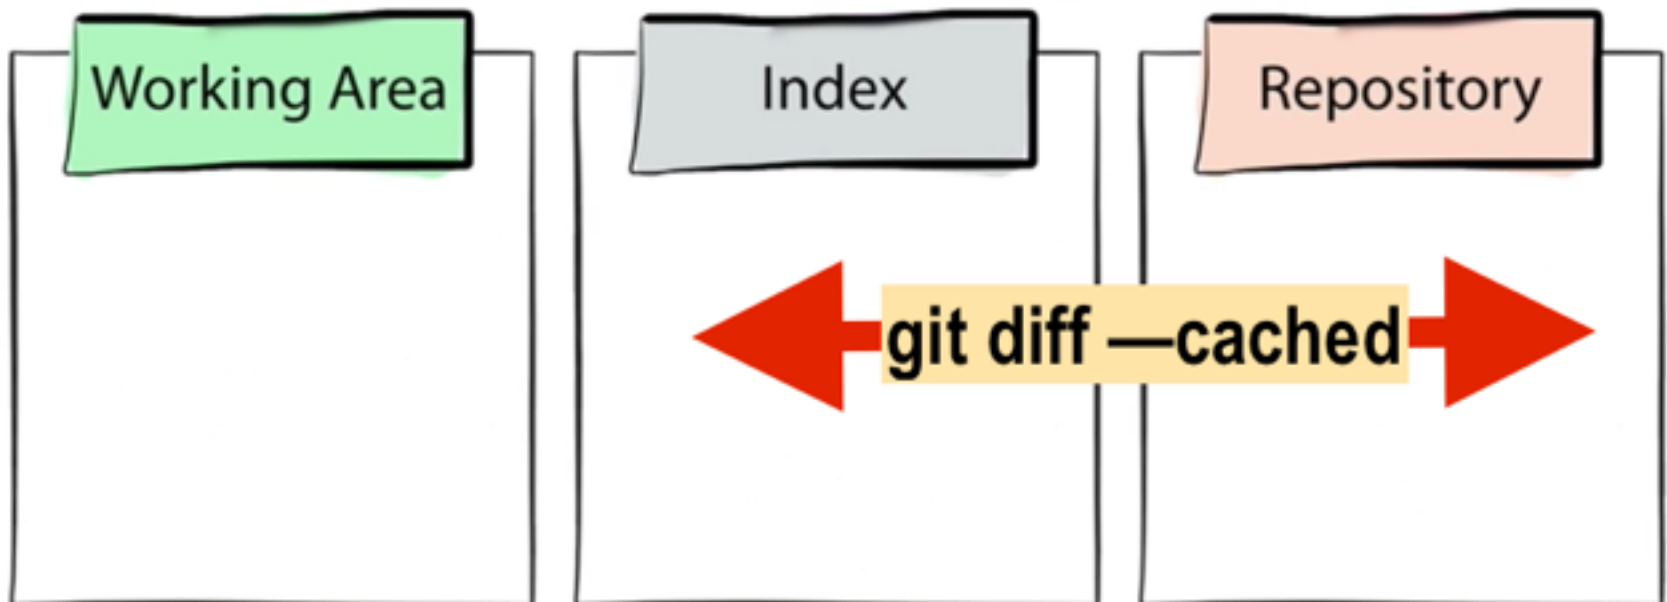 Working Area
Index
Repository
git diff —cached